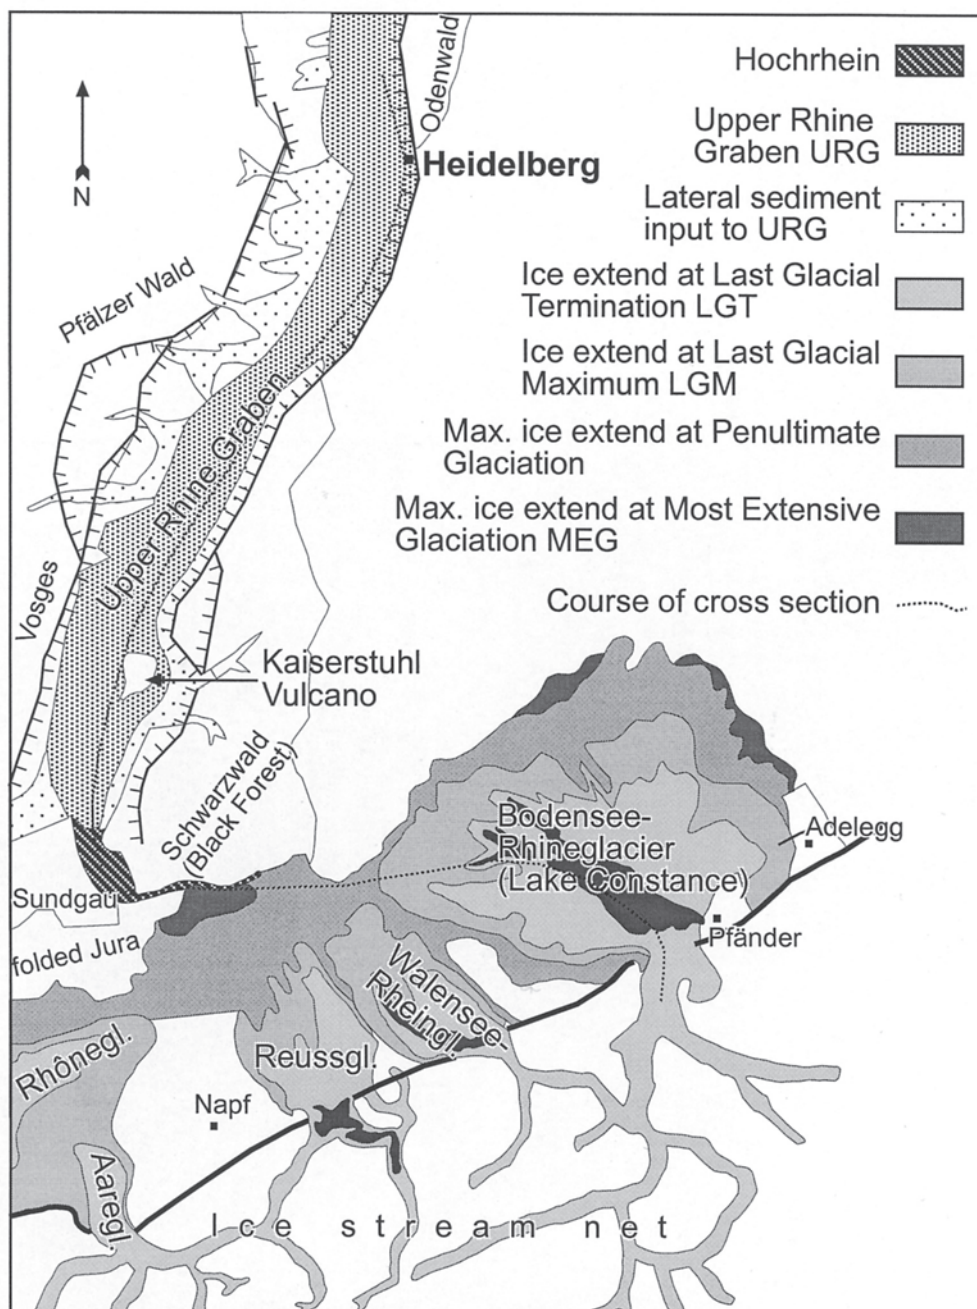 Hochrhein
Upper Rhine
Graben URG
Lateral sediment
input to URG
Ice extend at Last Glacial
Termination LGT
Ice extend at Last Glacial
Maximum LGM
Max. ice extend at Penultimate
Glaciation
Max. ice extend at Most Extensive
Glaciation MEG
Course of cross section
N
Odenwald
Heidelberg
Pfälzer Wald
Upper Rhine Graben
Vosges
Kaiserstuhl
Vulcano
Schwarzwald
(Black Forest)
Bodensee-
Rhineglacier
(Lake Constance)
Adelegg
Pfänder
Sundgau
folded Jura
Walensee-
Rheingl.
Rhônegl.
Reussgl.
Napf
Aaregl.
Ice stream net